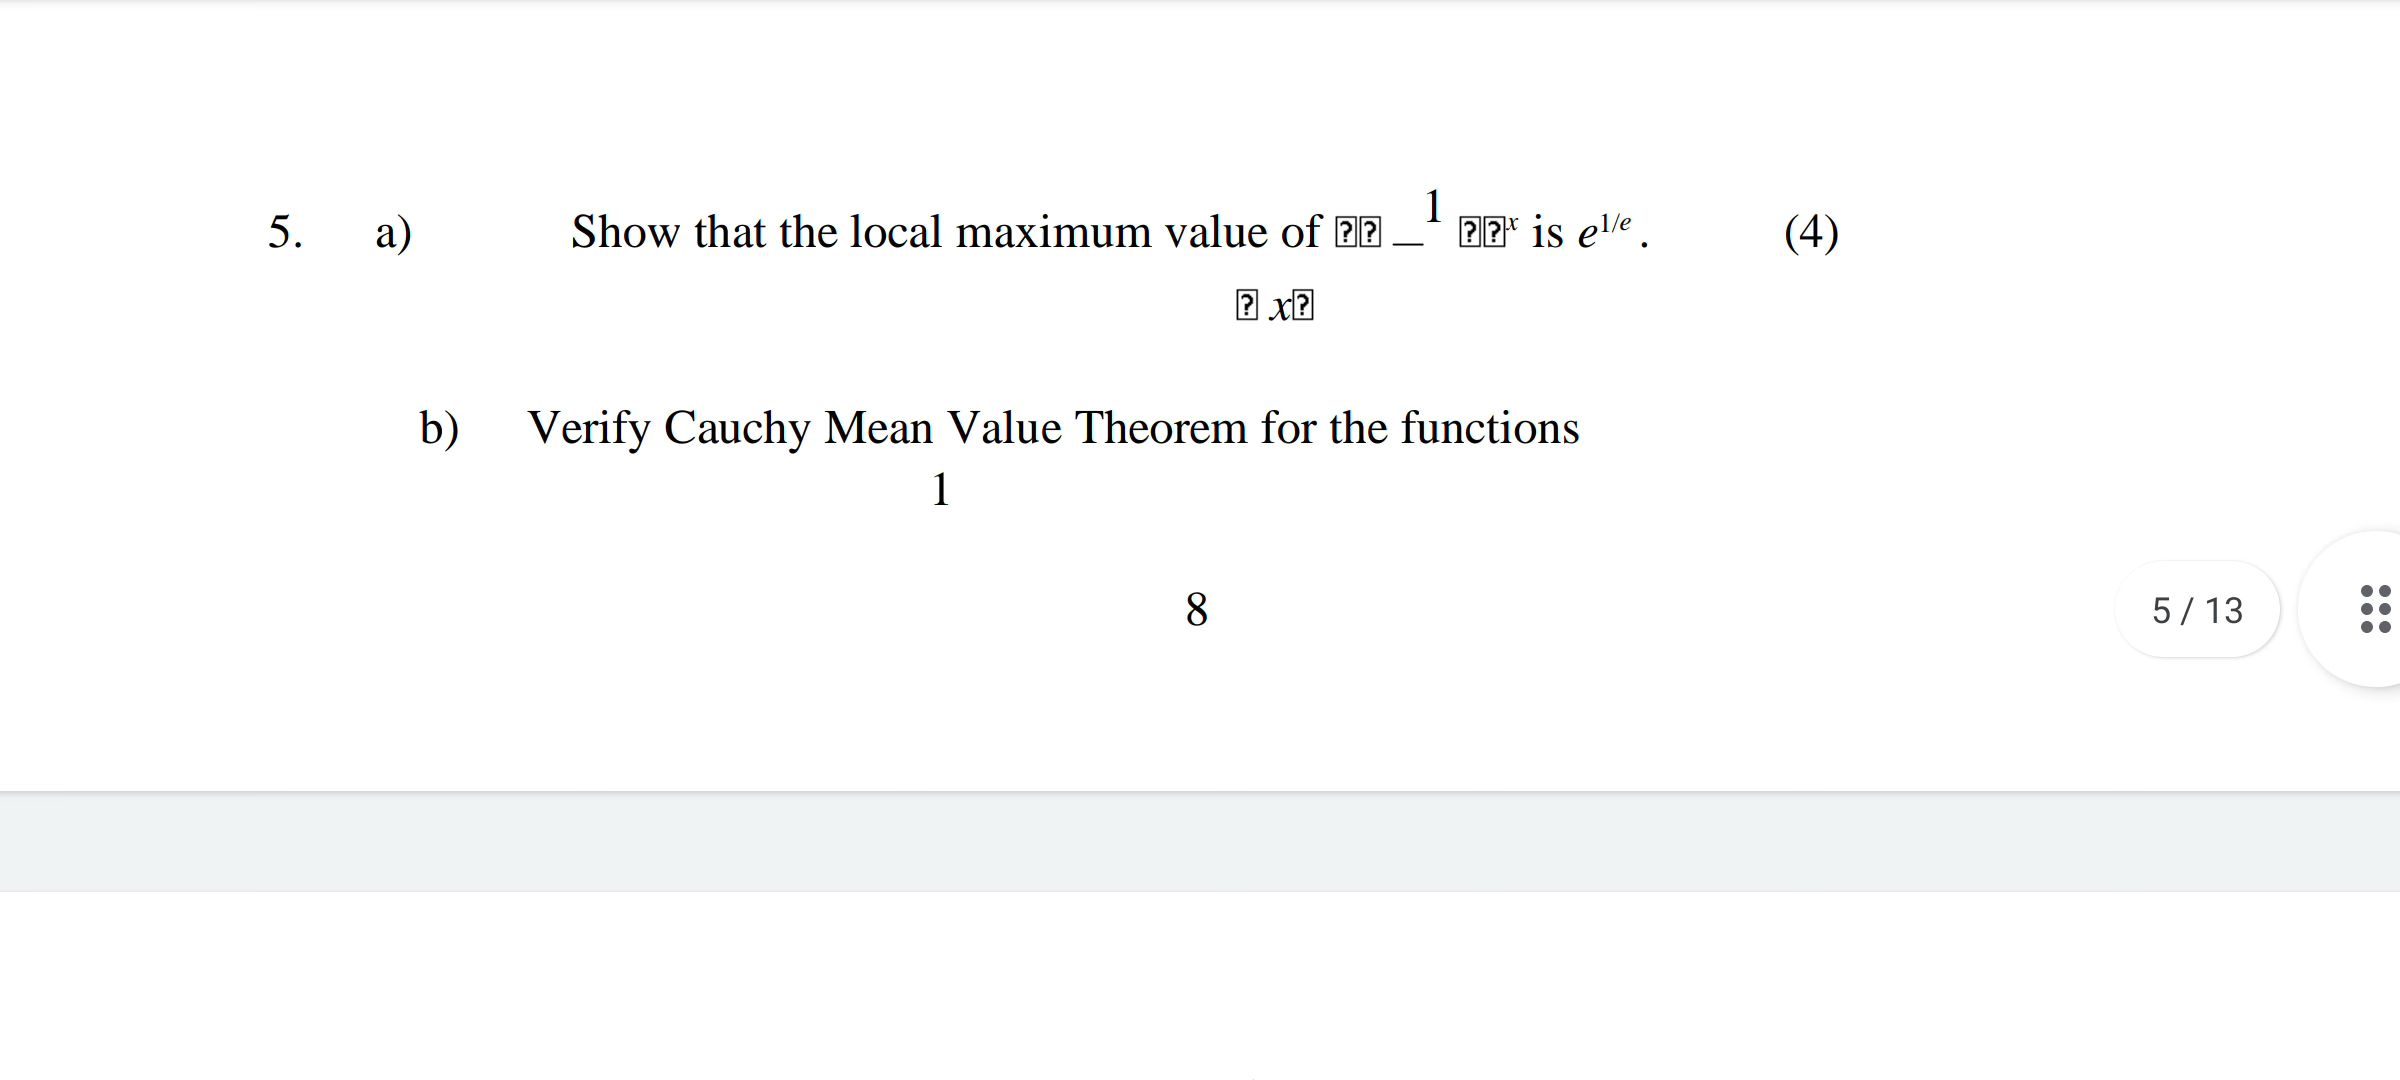 5. a) Show that the local maximum value of ⍰⍰ _1 ⍰⍰x is e1/e . (4)
⍰ x⍰
b) Verify Cauchy Mean Value Theorem for the functions
1
8
5 / 13